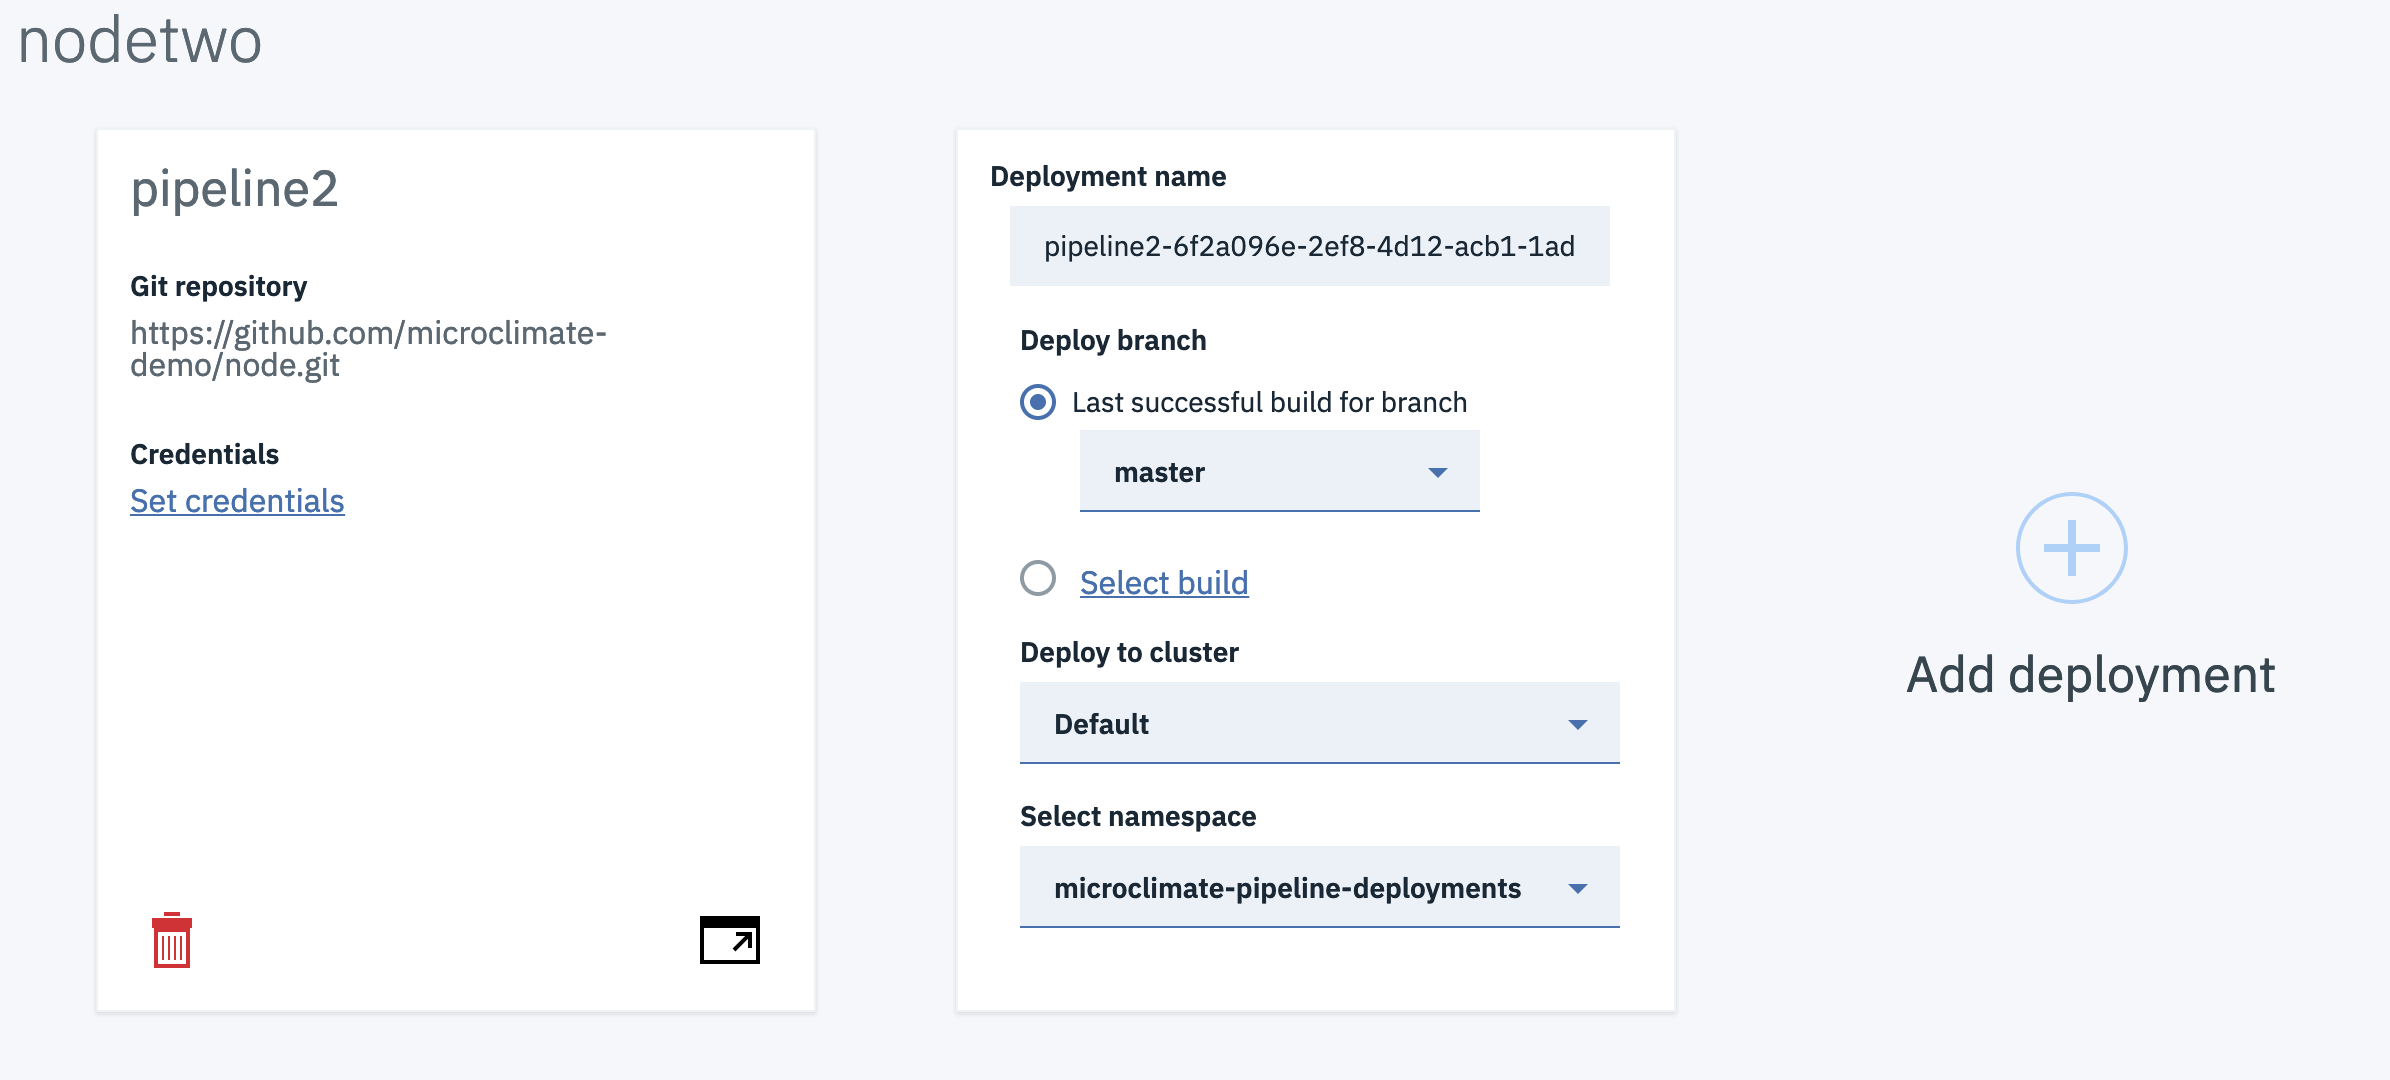 nodetwo
pipeline2
Git repository
https://github.com/microclimate-
demo/node.git
Credentials
Set credentials
Deployment name
pipeline2-6f2a096e-2ef8-4d12-acb1-1ad
Deploy branch
Last successful build for branch
master
Select build
Deploy to cluster
Default
Select namespace
microclimate-pipeline-deployments
Add deployment